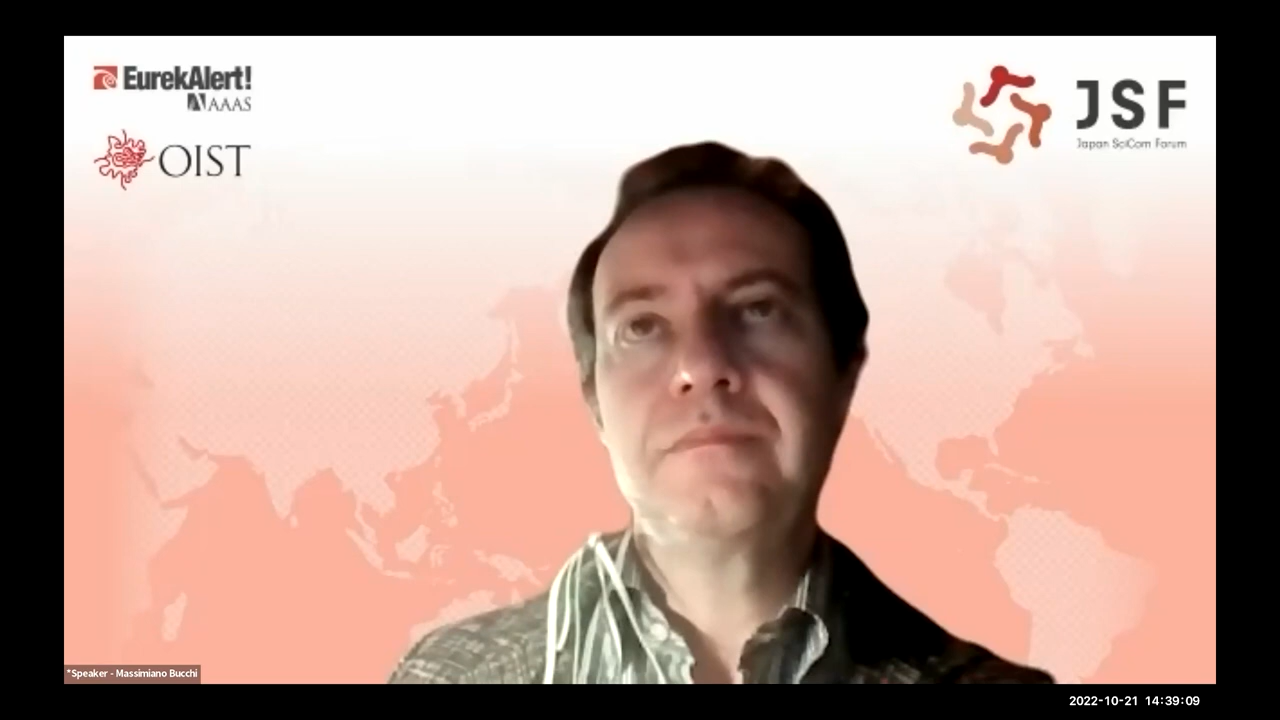 EurekAlert!
AAAS
OIST
JSF
Japan SciCom Forum
*Speaker - Massimiano Bucchi
2022-10-21 14:39:09